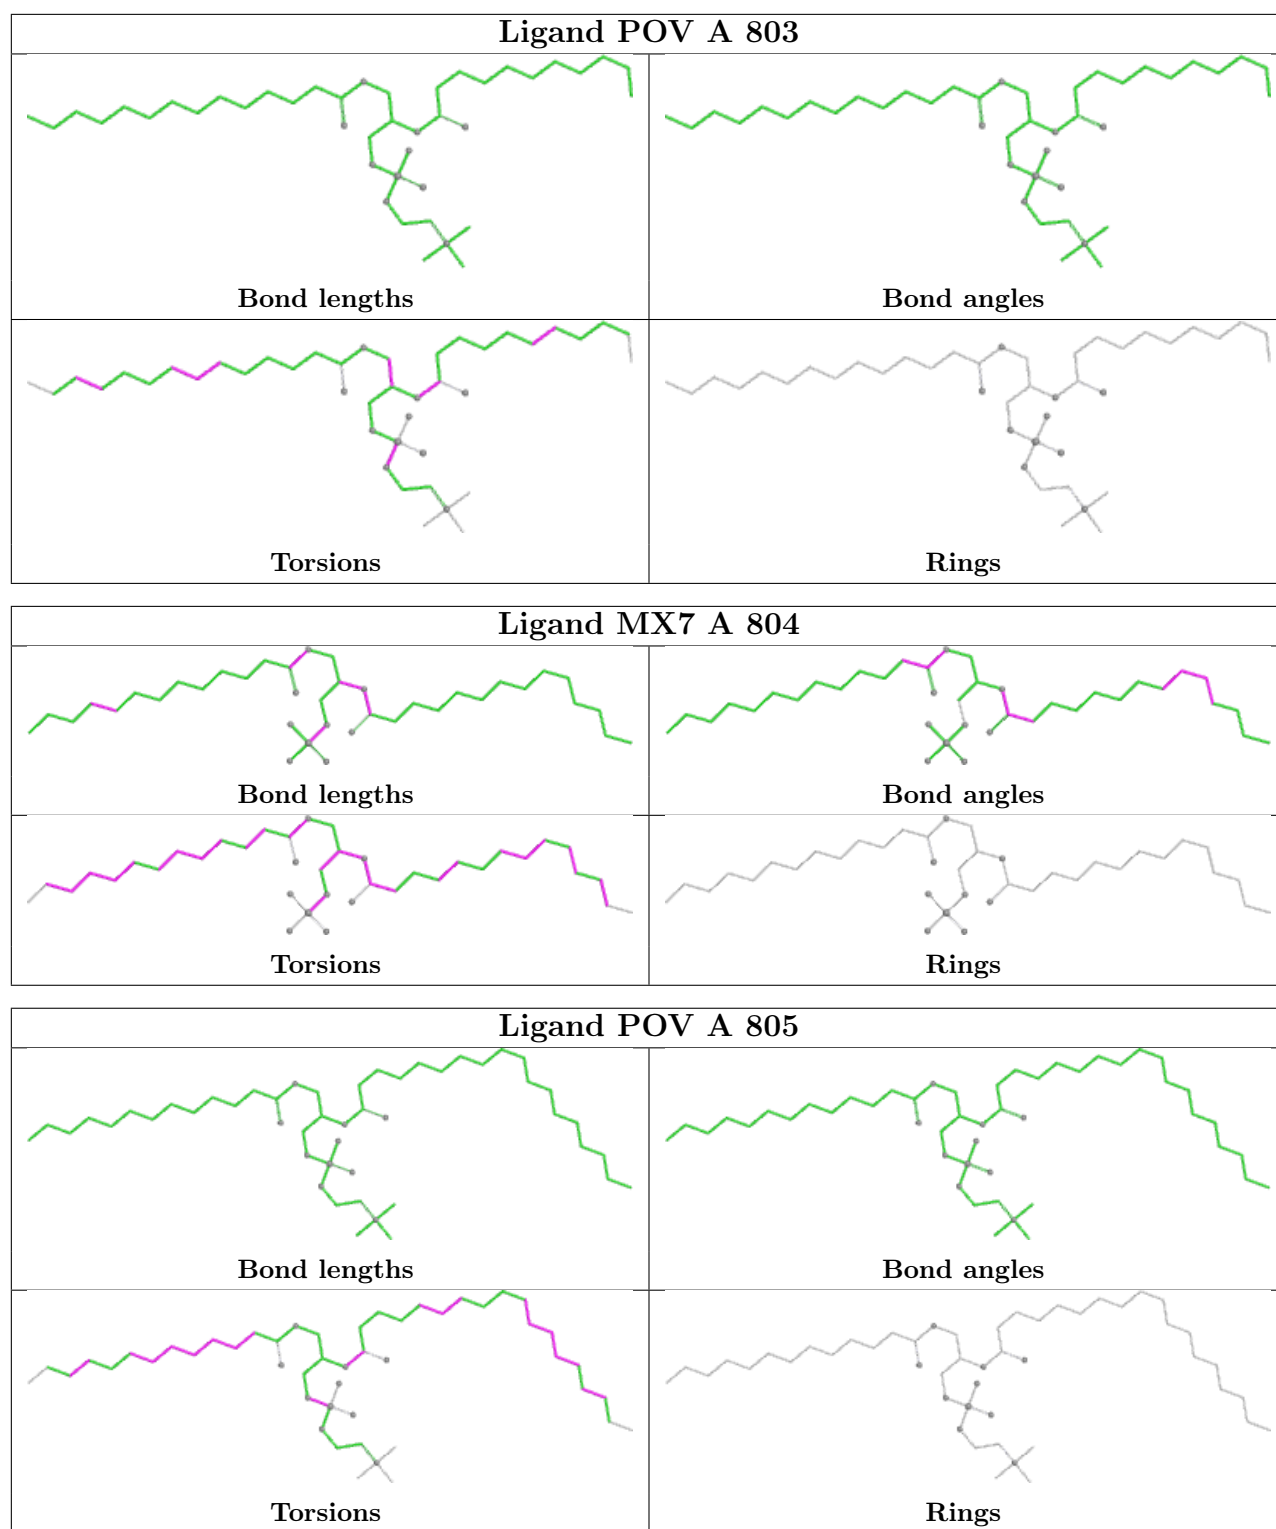 Ligand POV A 803
Bond lengths
Bond angles
Torsions
Rings
Ligand MX7 A 804
Bond lengths
Bond angles
Torsions
Rings
Ligand POV A 805
Bond lengths
Bond angles
Torsions
Rings